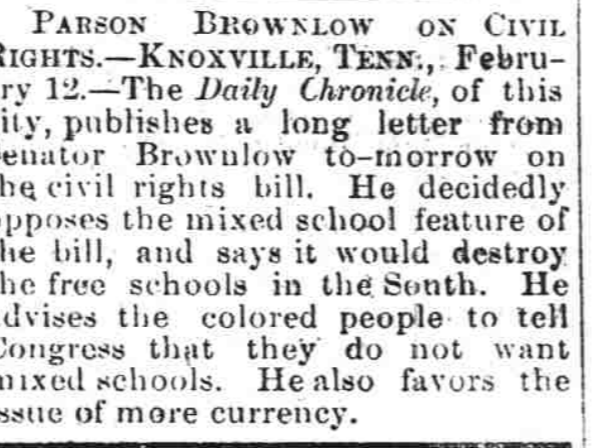 PARSON BROWNLOW ON CIVIL
RIGHTS.—KNOXVILLE, TENN., Febru-
ry 12.—The Daily Chronicle, of this
ity, publishes a long letter from
enator Brownlow to-morrow on
he civil rights bill. He decidedly
pposes the mixed school feature of
he bill, and says it would destroy
he free schools in the South. He
dvises the colored people to tell
Congress that they do not want
mixed schools. He also favors the
ssue of more currency.